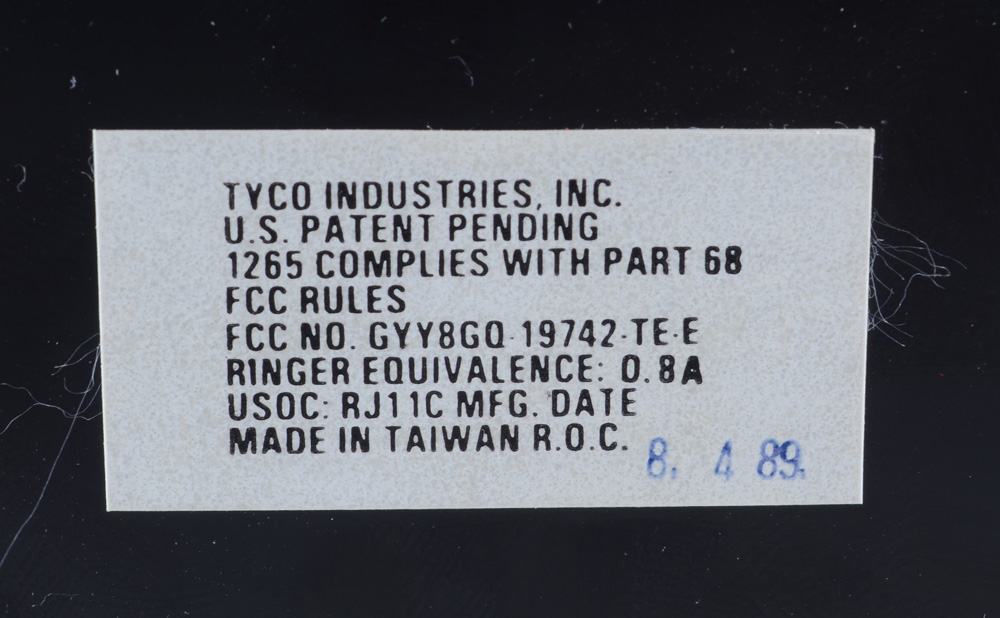 TYCO INDUSTRIES, INC.
U.S. PATENT PENDING
1265 COMPLIES WITH PART 68
FCC RULES
FCC NO. GYY8GQ-19742-TE-E
RINGER EQUIVALENCE: 0.8A
USOC: RJ11C MFG. DATE
MADE IN TAIWAN R.O.C.
8. 4 89.